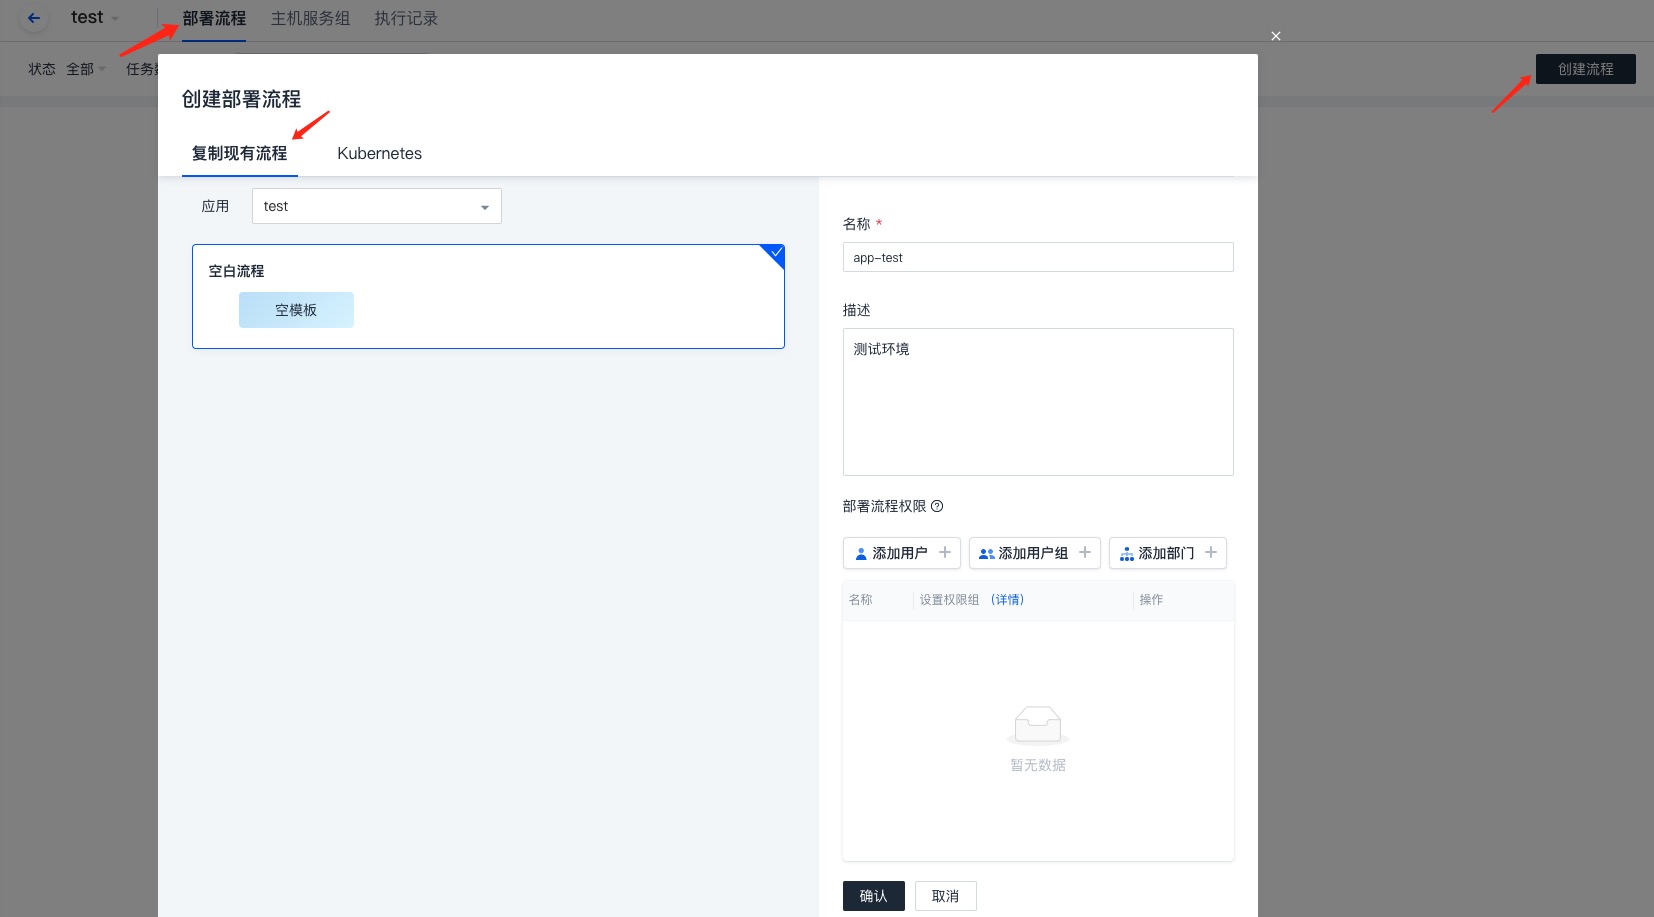 test 部署流程 主机服务组 执行记录
状态 全部 任务 创建流程
创建部署流程
复制现有流程 Kubernetes
应用 test
空白流程
空模板
名称 *
app-test
描述
测试环境
部署流程权限
添加用户 添加用户组 添加部门
名称 设置权限组 (详情) 操作
暂无数据
确认 取消